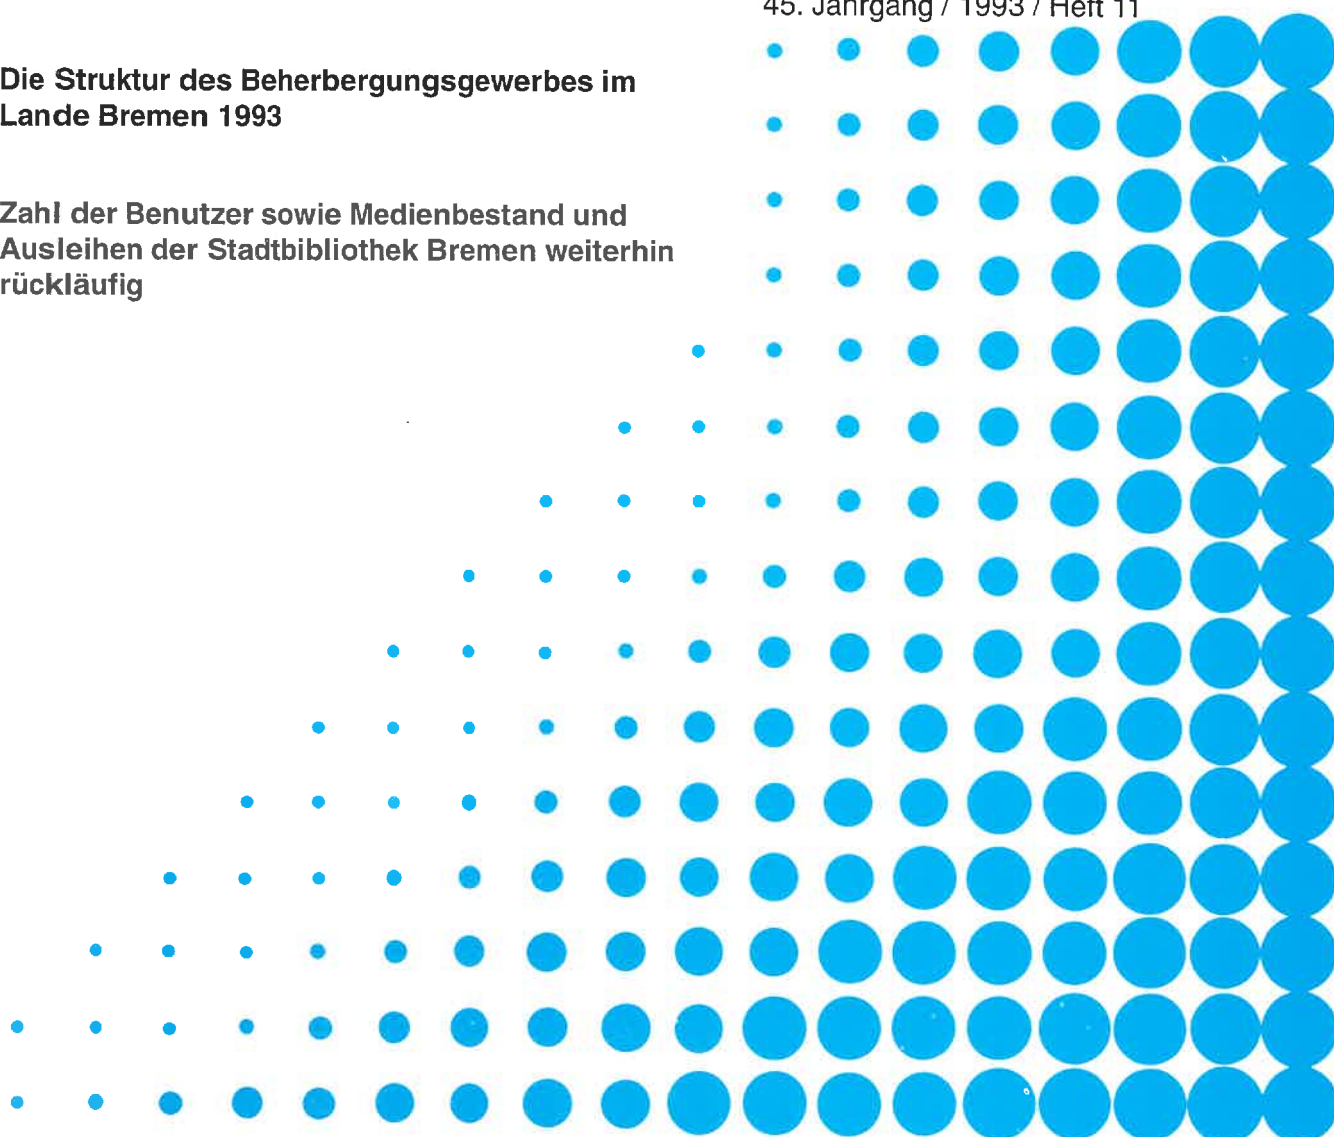 45. Jahrgang / 1993 / Heft 11
Die Struktur des Beherbergungsgewerbes im
Lande Bremen 1993
Zahl der Benutzer sowie Medienbestand und
Ausleihen der Stadtbibliothek Bremen weiterhin
rückläufig